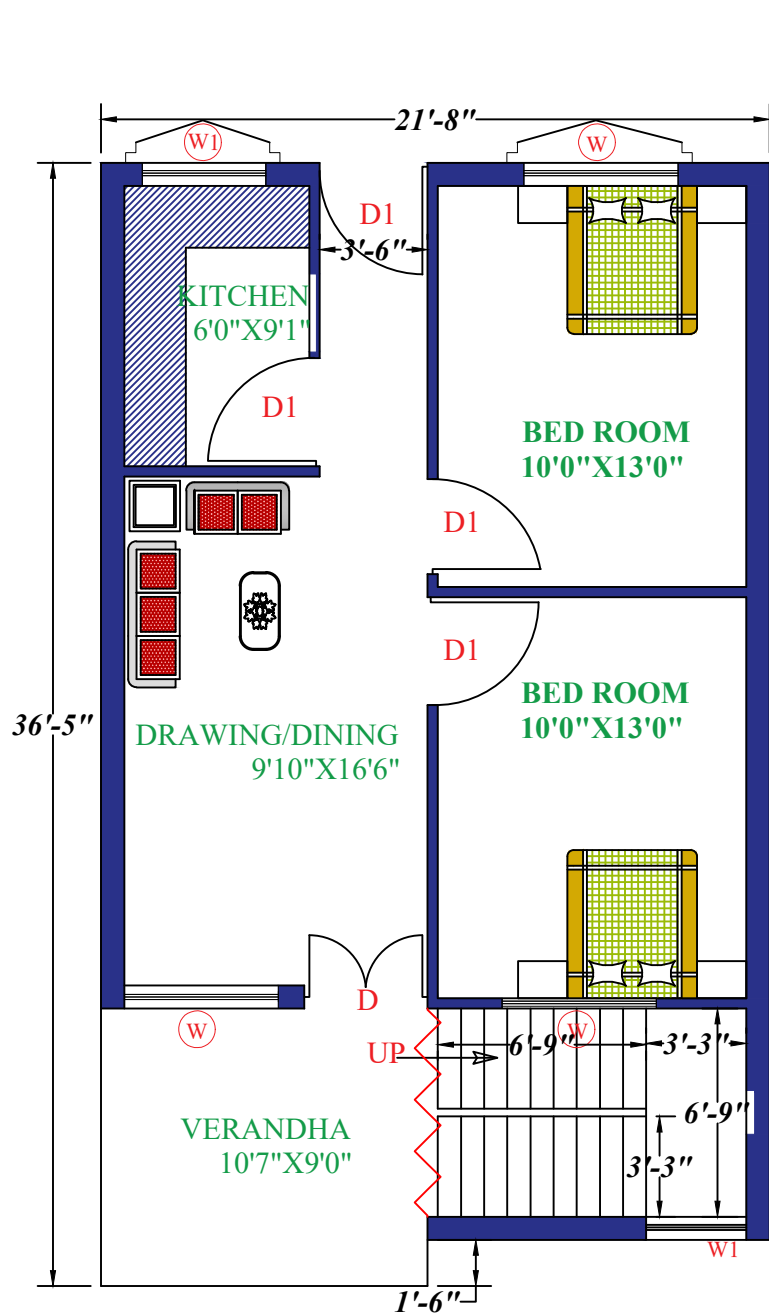 21'-8"
W1
W
D1
3'-6"
KITCHEN
6'0"X9'1"
D1
BED ROOM
10'0"X13'0"
D1
D1
BED ROOM
10'0"X13'0"
36'-5"
DRAWING/DINING
9'10"X16'6"
D
W
W
UP
6'-9"
3'-3"
6'-9"
VERANDHA
10'7"X9'0"
3'-3"
W1
1'-6"